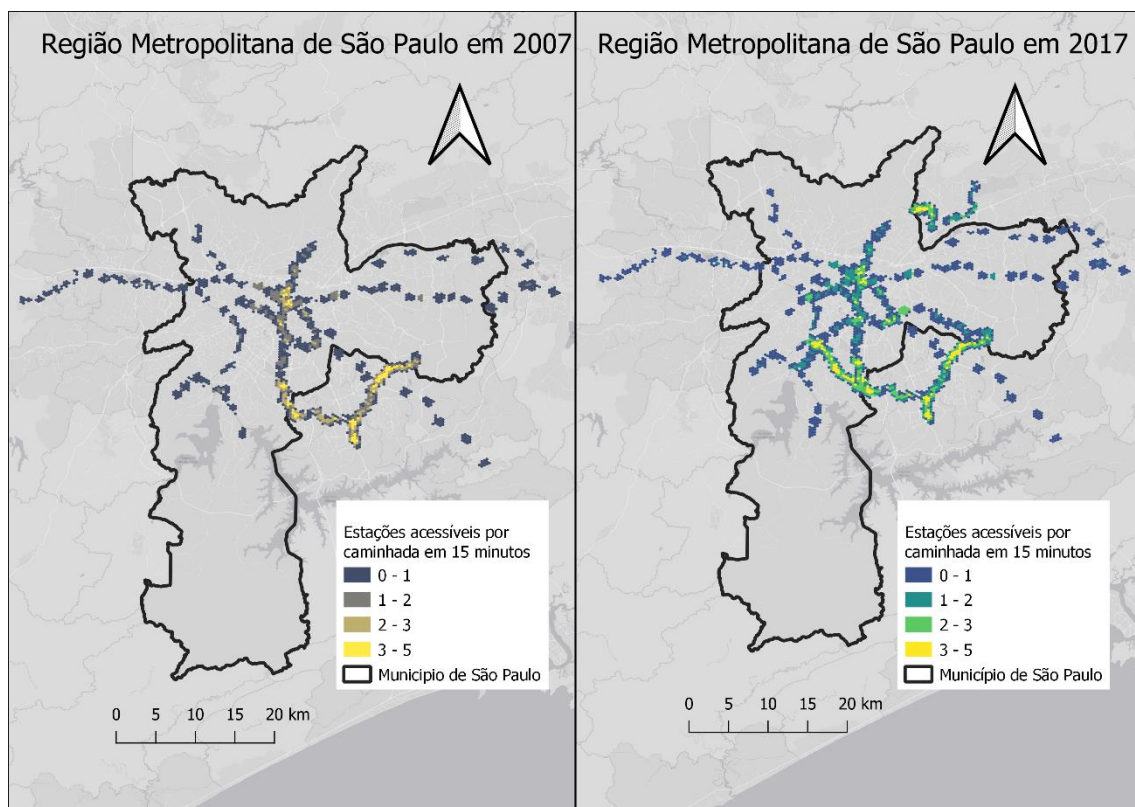 Região Metropolitana de São Paulo em 2007
Estações acessíveis por
caminhada em 15 minutos
0 - 1
1 - 2
2 - 3
3 - 5
Municipio de São Paulo
0 5 10 15 20 km
Região Metropolitana de São Paulo em 2017
Estações acessíveis por
caminhada em 15 minutos
0 - 1
1 - 2
2 - 3
3 - 5
Município de São Paulo
0 5 10 15 20 km